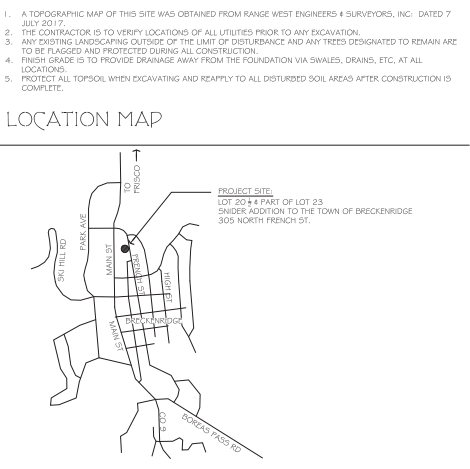 1. A TOPOGRAPHIC MAP OF THIS SITE WAS OBTAINED FROM RANGE WEST ENGINEERS & SURVEYORS, INC: DATED 7
JULY 2017.
2. THE CONTRACTOR IS TO VERIFY LOCATIONS OF ALL UTILITIES PRIOR TO ANY EXCAVATION.
3. ANY EXISTING LANDSCAPING OUTSIDE OF THE LIMIT OF DISTURBANCE AND ANY TREES DESIGNATED TO REMAIN ARE
TO BE FLAGGED AND PROTECTED DURING ALL CONSTRUCTION.
4. FINISH GRADE IS TO PROVIDE DRAINAGE AWAY FROM THE FOUNDATION VIA SWALES, DRAINS, ETC, AT ALL
LOCATIONS.
5. PROTECT ALL TOPSOIL WHEN EXCAVATING AND REAPPLY TO ALL DISTURBED SOIL AREAS AFTER CONSTRUCTION IS
COMPLETE.
LOCATION MAP
TO
FRISCO
PROJECT SITE:
LOT 20 ½ & PART OF LOT 23
SNIDER ADDITION TO THE TOWN OF BRECKENRIDGE
305 NORTH FRENCH ST.
PARK AVE
SKI HILL RD
MAIN ST
FRENCH ST
HIGH ST
BRECKENRIDGE
MAIN ST
CO 9
BOREAS PASS RD